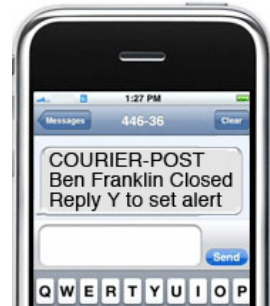 1:27 PM
Messages
446-36
Clear
COURIER-POST
Ben Franklin Closed
Reply Y to set alert
Send
Q W E R T Y U I O P